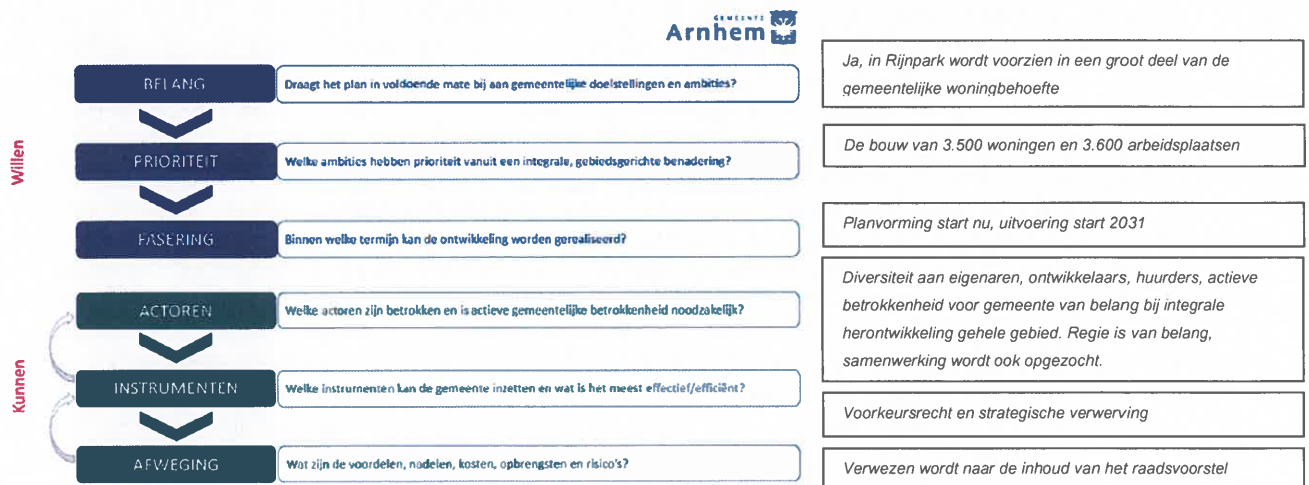 GEMEENTE
Arnhem
Willen
BELANG
Draagt het plan in voldoende mate bij aan gemeentelijke doelstellingen en ambities?
Ja, in Rijnpark wordt voorzien in een groot deel van de
gemeentelijke woningbehoefte
PRIORITEIT
Welke ambities hebben prioriteit vanuit een integrale, gebiedsgerichte benadering?
De bouw van 3.500 woningen en 3.600 arbeidsplaatsen
FASERING
Binnen welke termijn kan de ontwikkeling worden gerealiseerd?
Planvorming start nu, uitvoering start 2031
Kunnen
ACTOREN
Welke actoren zijn betrokken en is actieve gemeentelijke betrokkenheid noodzakelijk?
Diversiteit aan eigenaren, ontwikkelaars, huurders, actieve
betrokkenheid voor gemeente van belang bij integrale
herontwikkeling gehele gebied. Regie is van belang,
samenwerking wordt ook opgezocht.
INSTRUMENTEN
Welke instrumenten kan de gemeente inzetten en wat is het meest effectief/efficiënt?
Voorkeursrecht en strategische verwerving
AFWEGING
Wat zijn de voordelen, nadelen, kosten, opbrengsten en risico's?
Verwezen wordt naar de inhoud van het raadsvoorstel